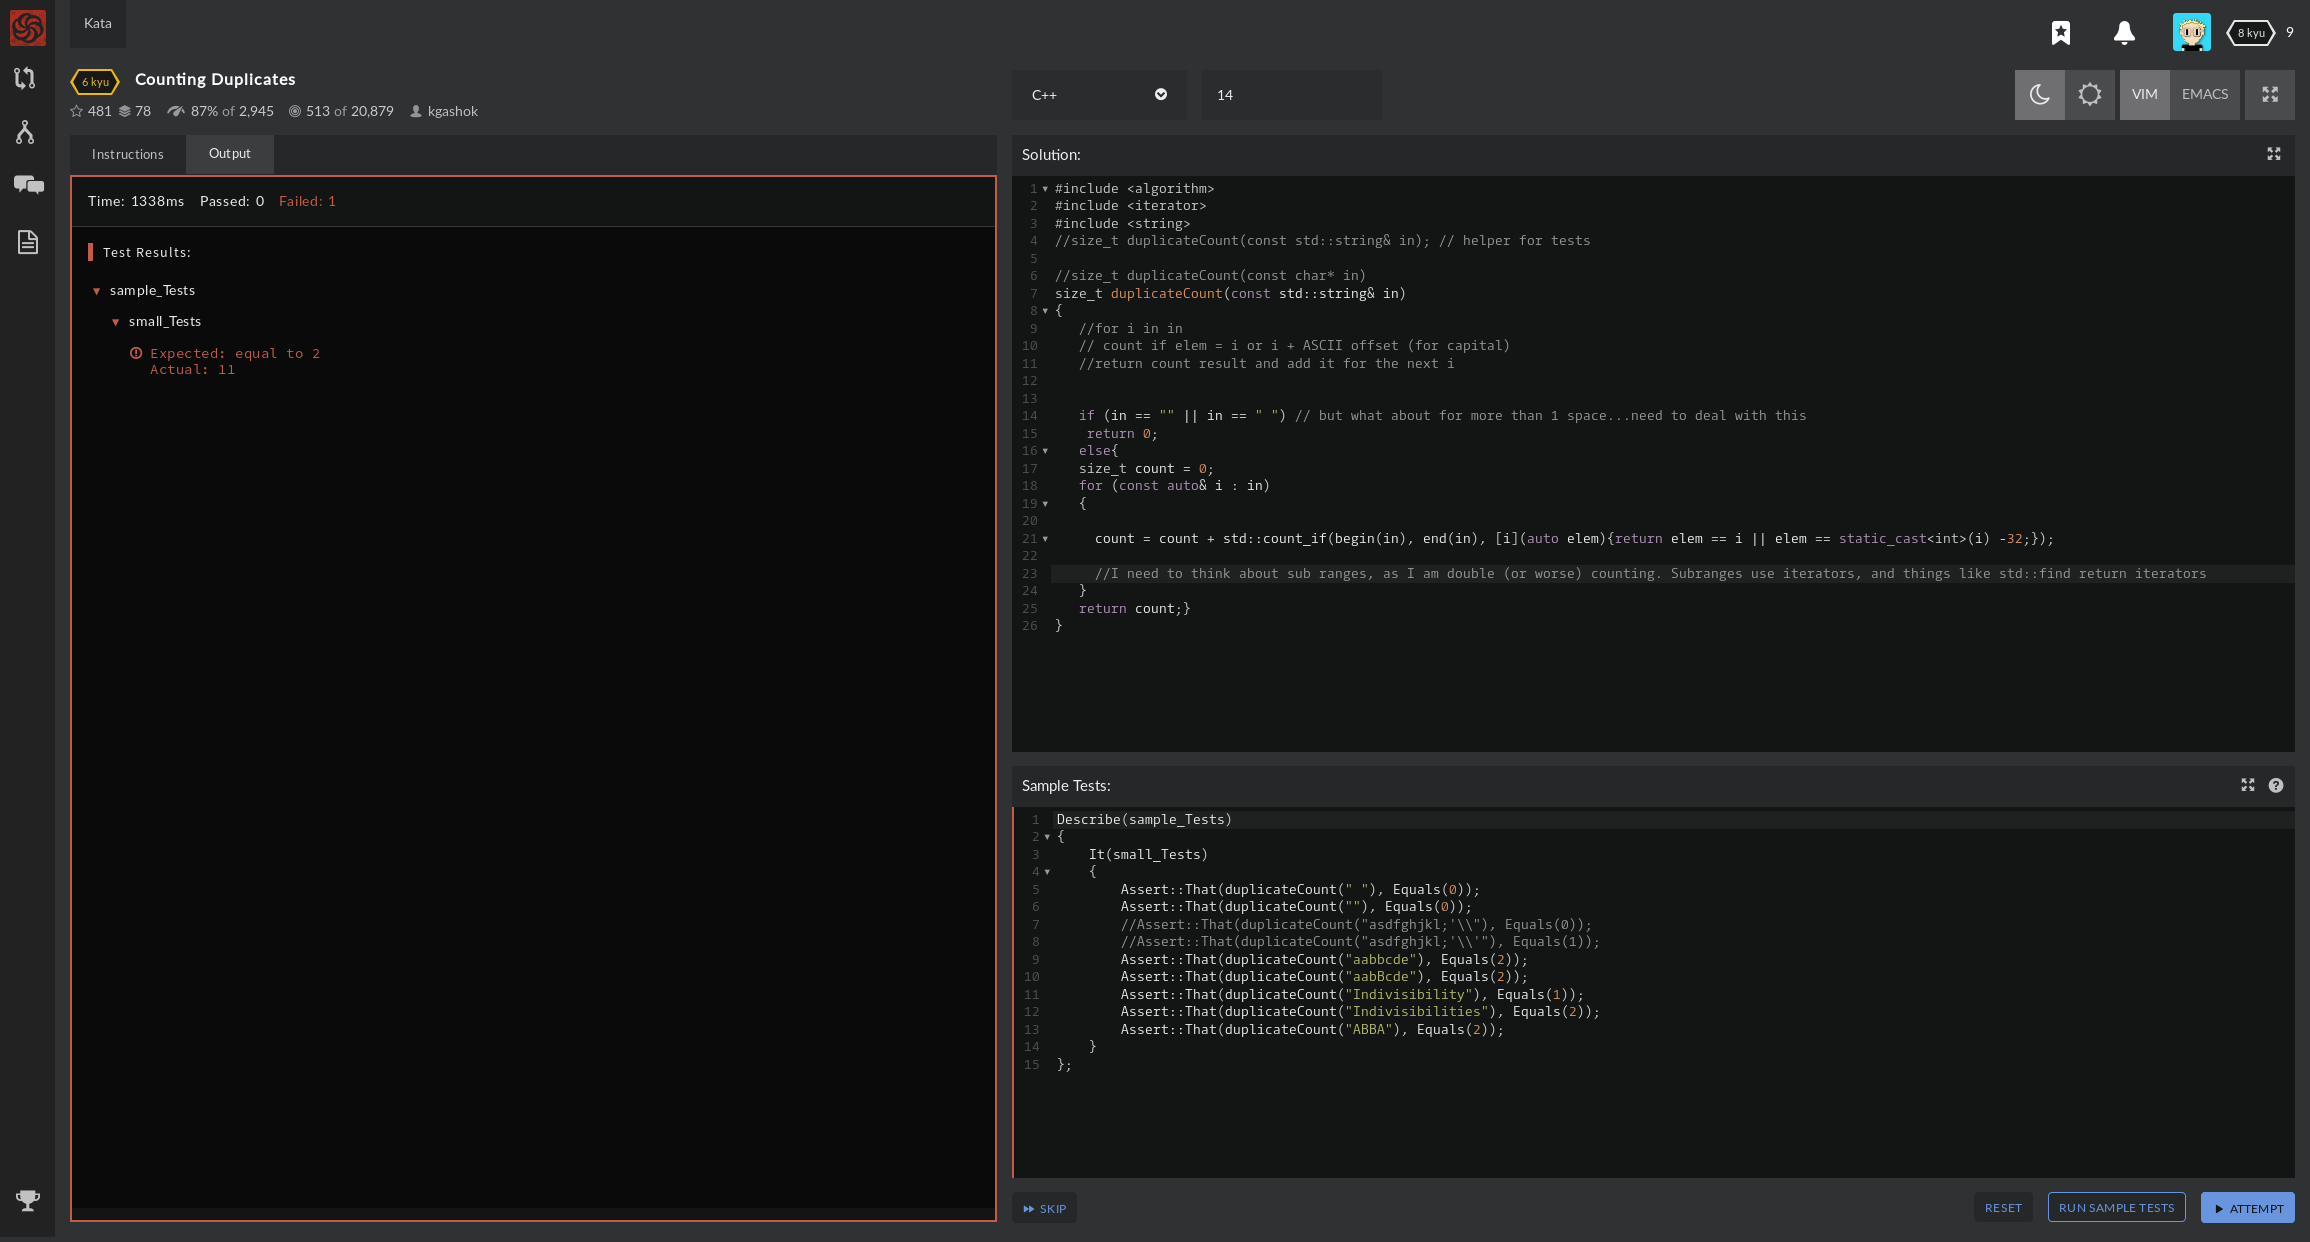 Kata
8 kyu 9
6 kyu Counting Duplicates
481 78 87% of 2,945 513 of 20,879 kgashok
C++ 14 VIM EMACS
Instructions Output
Time: 1338ms Passed: 0 Failed: 1
Test Results:
sample_Tests
small_Tests
Expected: equal to 2
Actual: 11
Solution:
1 #include <algorithm>
2 #include <iterator>
3 #include <string>
4 //size_t duplicateCount(const std::string& in); // helper for tests
5
6 //size_t duplicateCount(const char* in)
7 size_t duplicateCount(const std::string& in)
8 {
9    //for i in in
10    // count if elem = i or i + ASCII offset (for capital)
11    //return count result and add it for the next i
12
13
14    if (in == "" || in == " ") // but what about for more than 1 space...need to deal with this
15     return 0;
16    else{
17    size_t count = 0;
18    for (const auto& i : in)
19    {
20
21      count = count + std::count_if(begin(in), end(in), [i](auto elem){return elem == i || elem == static_cast<int>(i) -32;});
22
23      //I need to think about sub ranges, as I am double (or worse) counting. Subranges use iterators, and things like std::find return iterators
24    }
25    return count;}
26 }
Sample Tests:
1 Describe(sample_Tests)
2 {
3     It(small_Tests)
4     {
5         Assert::That(duplicateCount(" "), Equals(0));
6         Assert::That(duplicateCount(""), Equals(0));
7         //Assert::That(duplicateCount("asdfghjkl;'\\"), Equals(0));
8         //Assert::That(duplicateCount("asdfghjkl;'\\'"), Equals(1));
9         Assert::That(duplicateCount("aabbcde"), Equals(2));
10         Assert::That(duplicateCount("aabBcde"), Equals(2));
11         Assert::That(duplicateCount("Indivisibility"), Equals(1));
12         Assert::That(duplicateCount("Indivisibilities"), Equals(2));
13         Assert::That(duplicateCount("ABBA"), Equals(2));
14     }
15 };
SKIP RESET RUN SAMPLE TESTS ATTEMPT